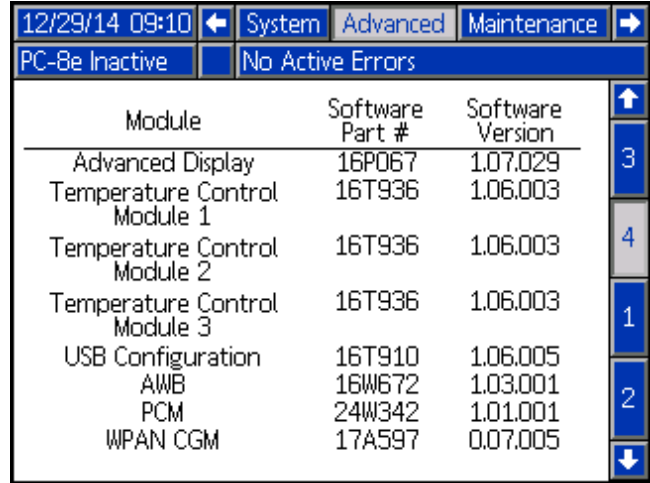 12/29/14 09:10 System Advanced Maintenance
PC-8e Inactive No Active Errors
Module Software Part # Software Version
Advanced Display 16P067 1.07.029
Temperature Control Module 1 16T936 1.06.003
Temperature Control Module 2 16T936 1.06.003
Temperature Control Module 3 16T936 1.06.003
USB Configuration 16T910 1.06.005
AWB 16W672 1.03.001
PCM 24W342 1.01.001
WPAN CGM 17A597 0.07.005
3
4
1
2